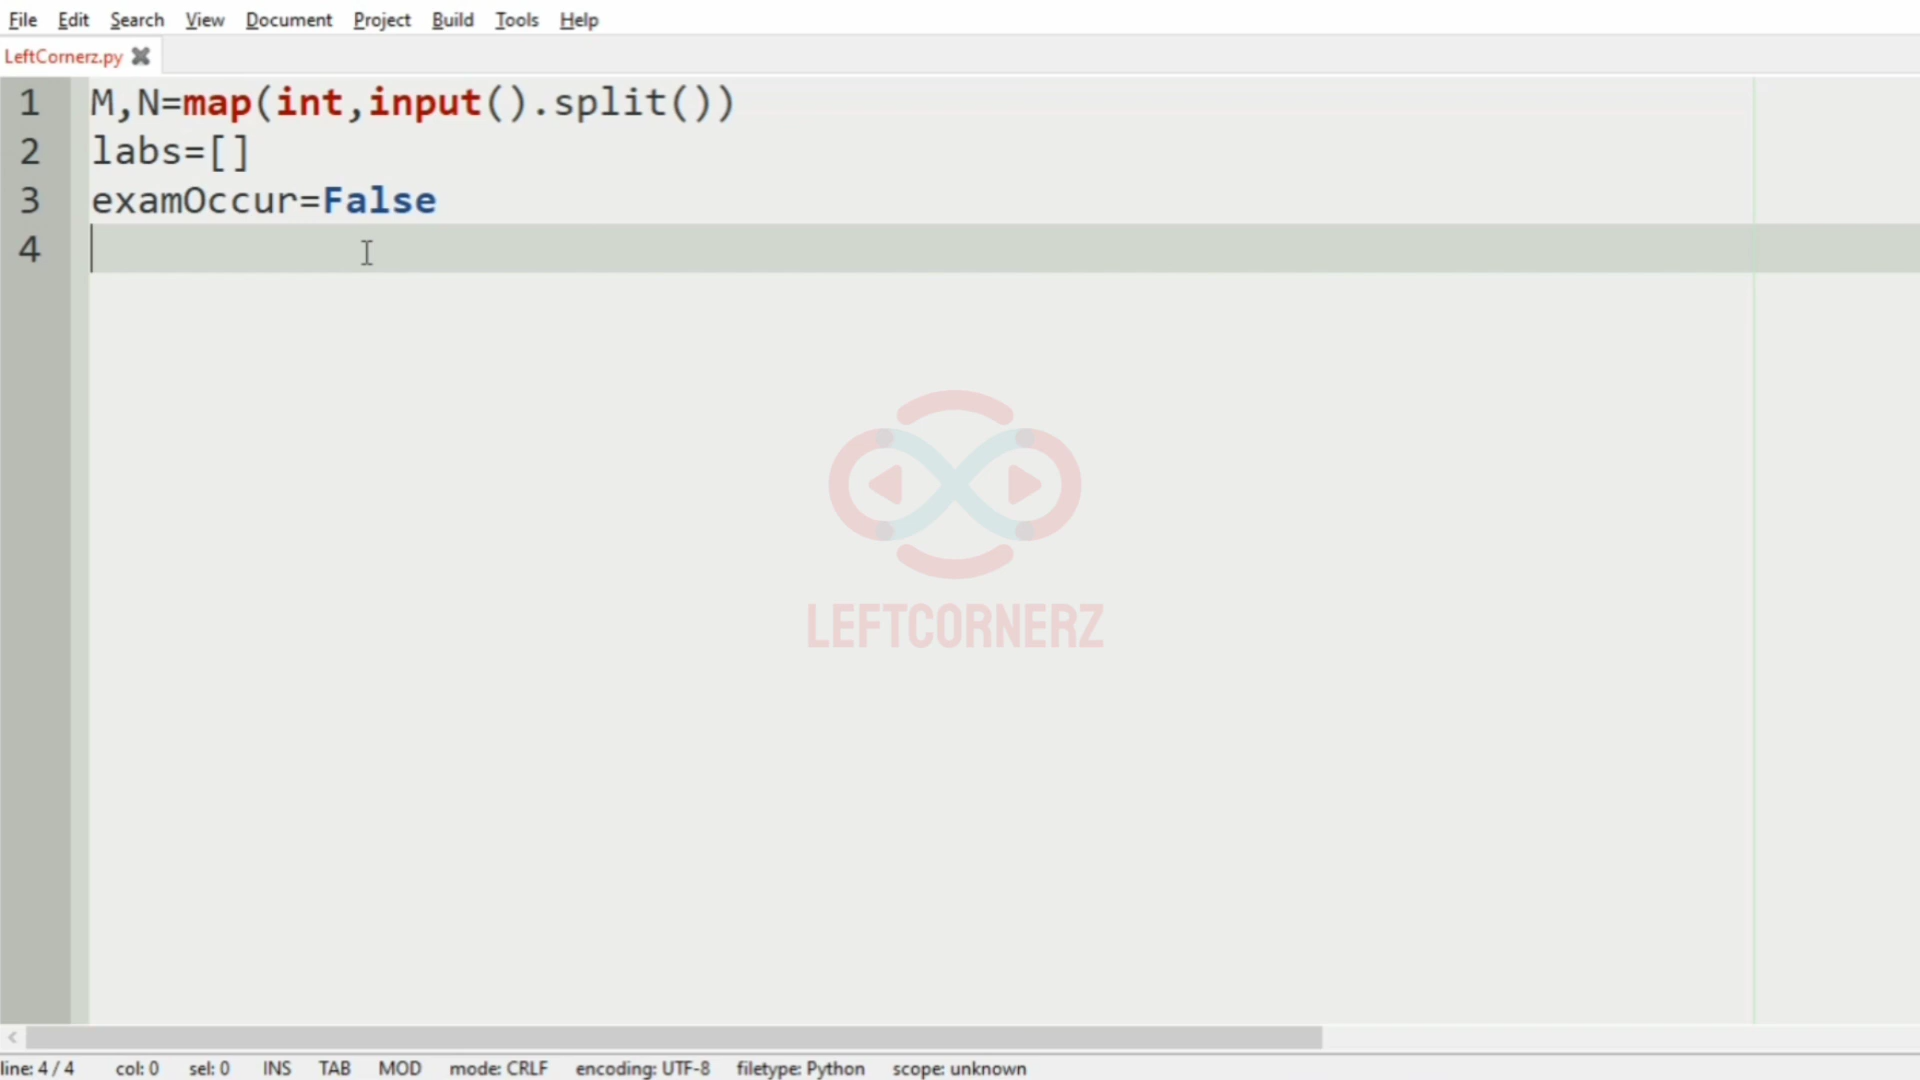 File Edit Search View Document Project Build Tools Help
LeftCornerz.py
1 M,N=map(int,input().split())
2 labs=[]
3 examOccur=False
4
LEFTCORNERZ
line: 4 / 4 col: 0 sel: 0 INS TAB MOD mode: CRLF encoding: UTF-8 filetype: Python scope: unknown